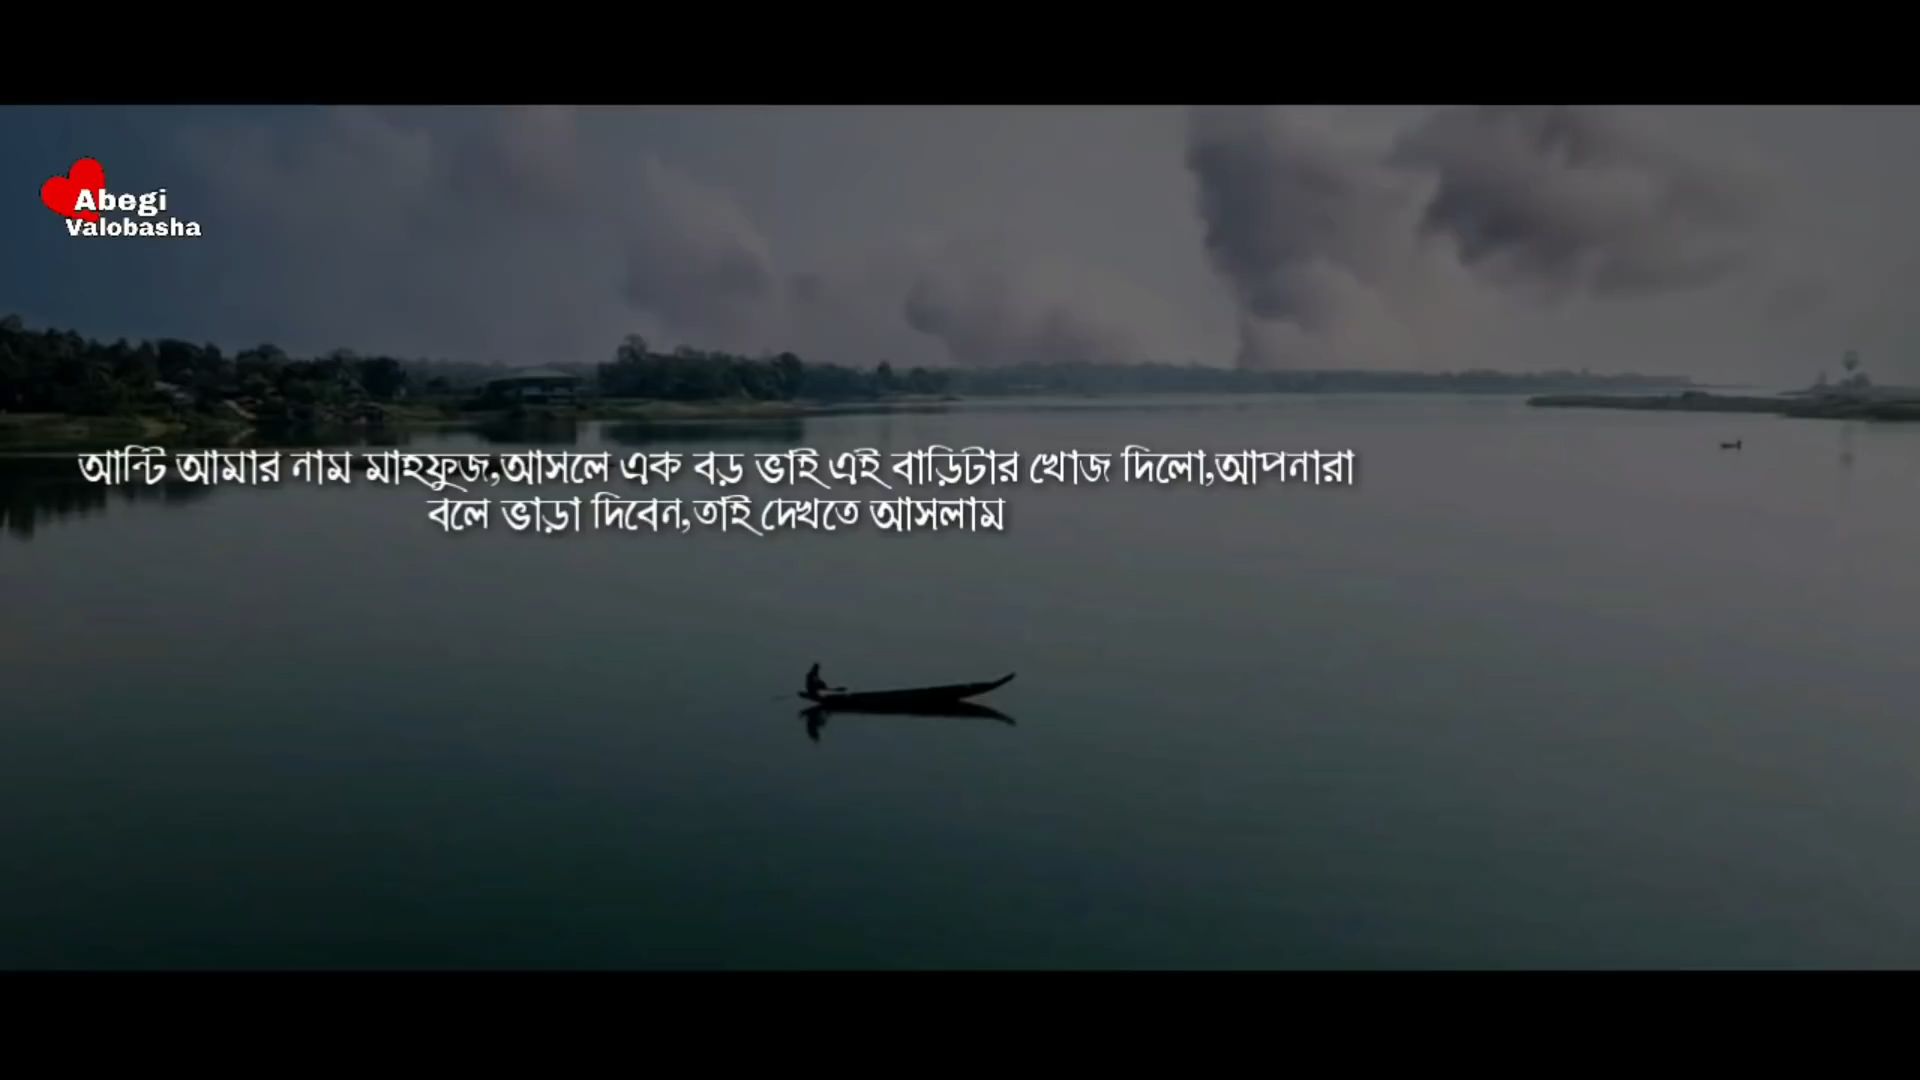 Abegi
Valobasha
আন্টি আমার নাম মাহফুজ,আসলে এক বড় ভাই এই বাড়িটার খোজ দিলো,আপনারা
বলে ভাড়া দিবেন,তাই দেখতে আসলাম